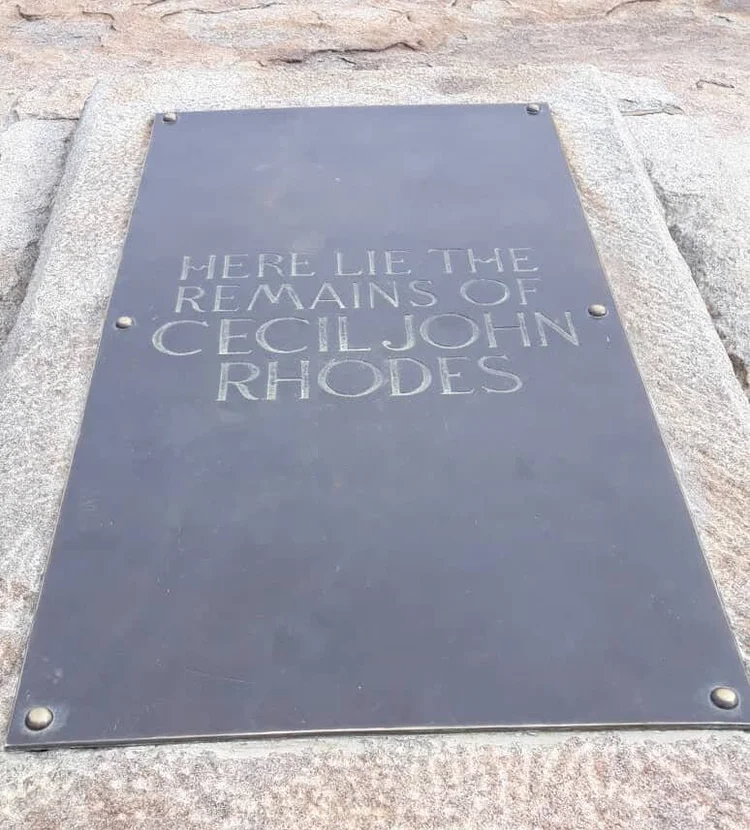 HERE LIE THE
REMAINS OF
CECIL JOHN
RHODES